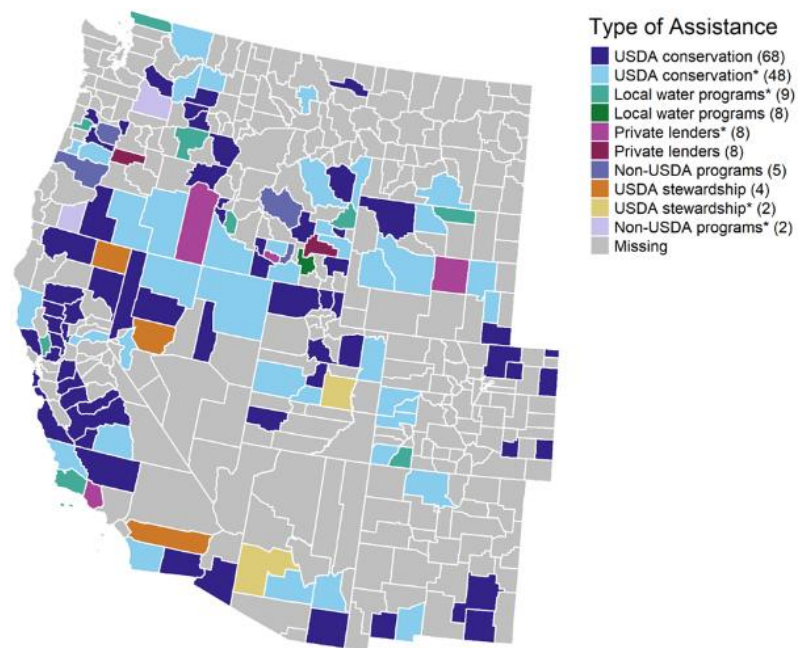 Type of Assistance
USDA conservation (68)
USDA conservation* (48)
Local water programs* (9)
Local water programs (8)
Private lenders* (8)
Private lenders (8)
Non-USDA programs (5)
USDA stewardship (4)
USDA stewardship* (2)
Non-USDA programs* (2)
Missing